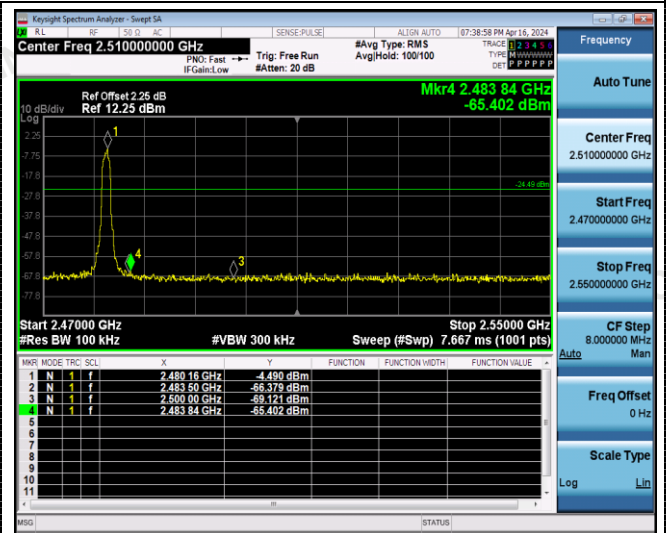 Keysight Spectrum Analyzer - Swept SA
RL RF 50 Ω AC SENSE:PULSE ALIGN AUTO 07:38:58 PM Apr 16, 2024
Center Freq 2.510000000 GHz #Avg Type: RMS TRACE 1 2 3 4 5 6
PNO: Fast Trig: Free Run Avg|Hold: 100/100 TYPE M WWWWW
IFGain:Low #Atten: 20 dB DET P P P P P P
Mkr4 2.483 84 GHz
-65.402 dBm
Ref Offset 2.25 dB
10 dB/div Ref 12.25 dBm
Log
1
2.25
-7.75
-17.8
-24.49 dBm
-27.8
-37.8
-47.8
-57.8
4
3
-67.8
-77.8
Start 2.47000 GHz Stop 2.55000 GHz
#Res BW 100 kHz #VBW 300 kHz Sweep (#Swp) 7.667 ms (1001 pts)
MKR MODE TRC SCL X Y FUNCTION FUNCTION WIDTH FUNCTION VALUE
1 N 1 f 2.480 16 GHz -4.490 dBm
2 N 1 f 2.483 50 GHz -66.379 dBm
3 N 1 f 2.500 00 GHz -69.121 dBm
4 N 1 f 2.483 84 GHz -65.402 dBm
5
6
7
8
9
10
11
MSG STATUS
Frequency
Auto Tune
Center Freq
2.510000000 GHz
Start Freq
2.470000000 GHz
Stop Freq
2.550000000 GHz
CF Step
8.000000 MHz
Auto Man
Freq Offset
0 Hz
Scale Type
Log Lin